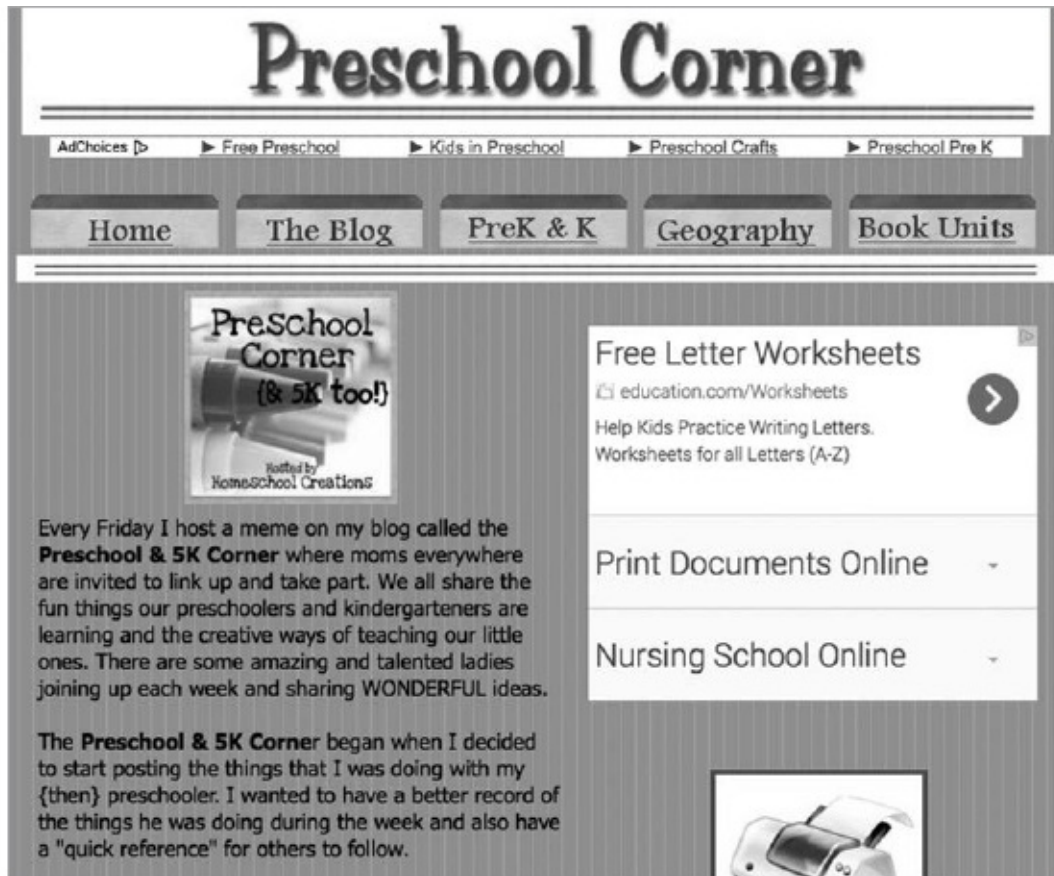 Preschool Corner
AdChoices
► Free Preschool
► Kids in Preschool
► Preschool Crafts
► Preschool Pre K
Home
The Blog
PreK & K
Geography
Book Units
Preschool
Corner
{& 5K too!}
Hosted by
Homeschool Creations
Every Friday I host a meme on my blog called the
Preschool & 5K Corner where moms everywhere
are invited to link up and take part. We all share the
fun things our preschoolers and kindergarteners are
learning and the creative ways of teaching our little
ones. There are some amazing and talented ladies
joining up each week and sharing WONDERFUL ideas.
The Preschool & 5K Corner began when I decided
to start posting the things that I was doing with my
{then} preschooler. I wanted to have a better record of
the things he was doing during the week and also have
a "quick reference" for others to follow.
Free Letter Worksheets
education.com/Worksheets
Help Kids Practice Writing Letters.
Worksheets for all Letters (A-Z)
Print Documents Online
Nursing School Online